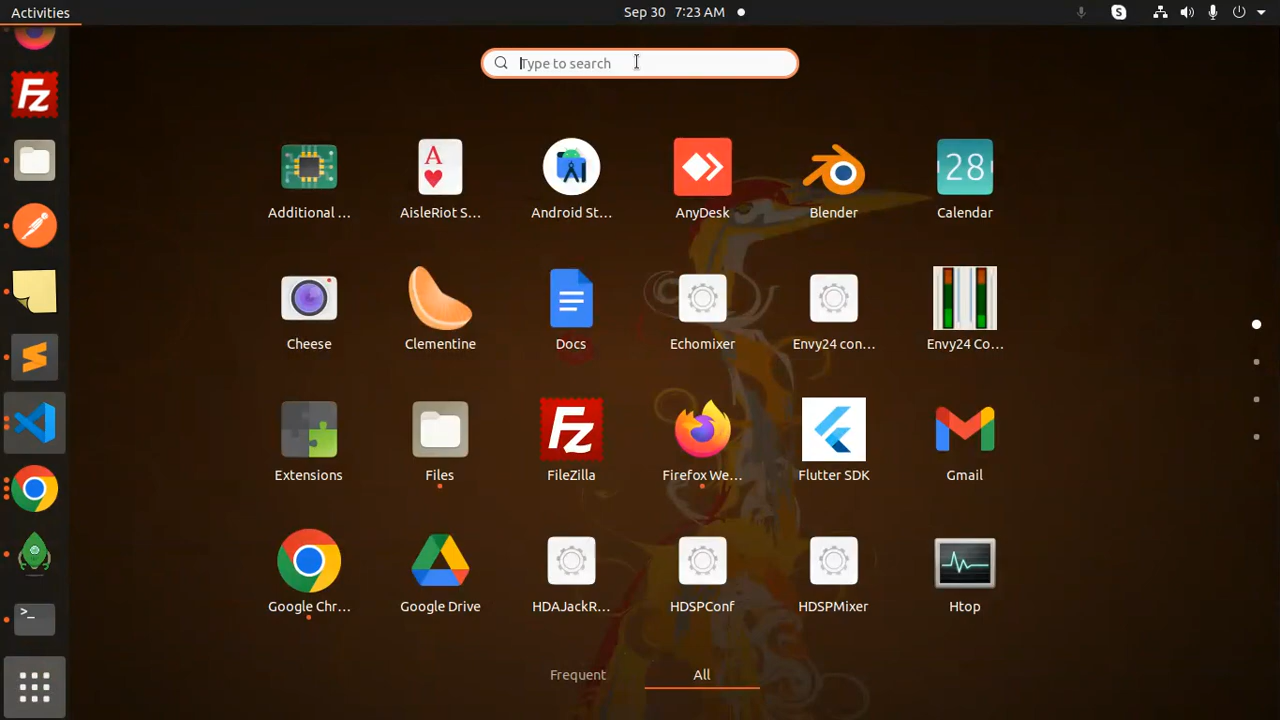 Activities
Sep 30 7:23 AM
Type to search
Additional ...
AisleRiot S...
Android St...
AnyDesk
Blender
Calendar
28
A
Cheese
Clementine
Docs
Echomixer
Envy24 con...
Envy24 Co...
Extensions
Files
FileZilla
Firefox We...
Flutter SDK
Gmail
Google Chr...
Google Drive
HDAJackR...
HDSPConf
HDSPMixer
Htop
Frequent
All